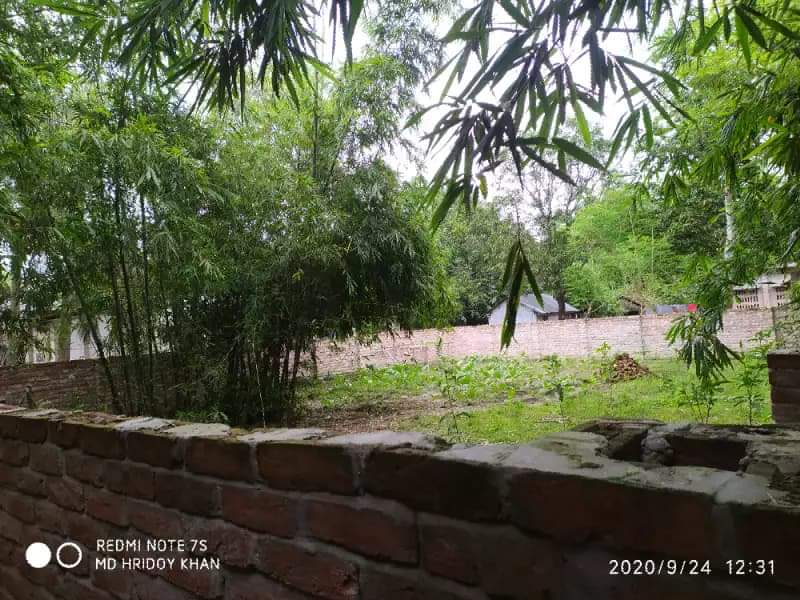 REDMI NOTE 7S
MD HRIDOY KHAN
2020/9/24 12:31